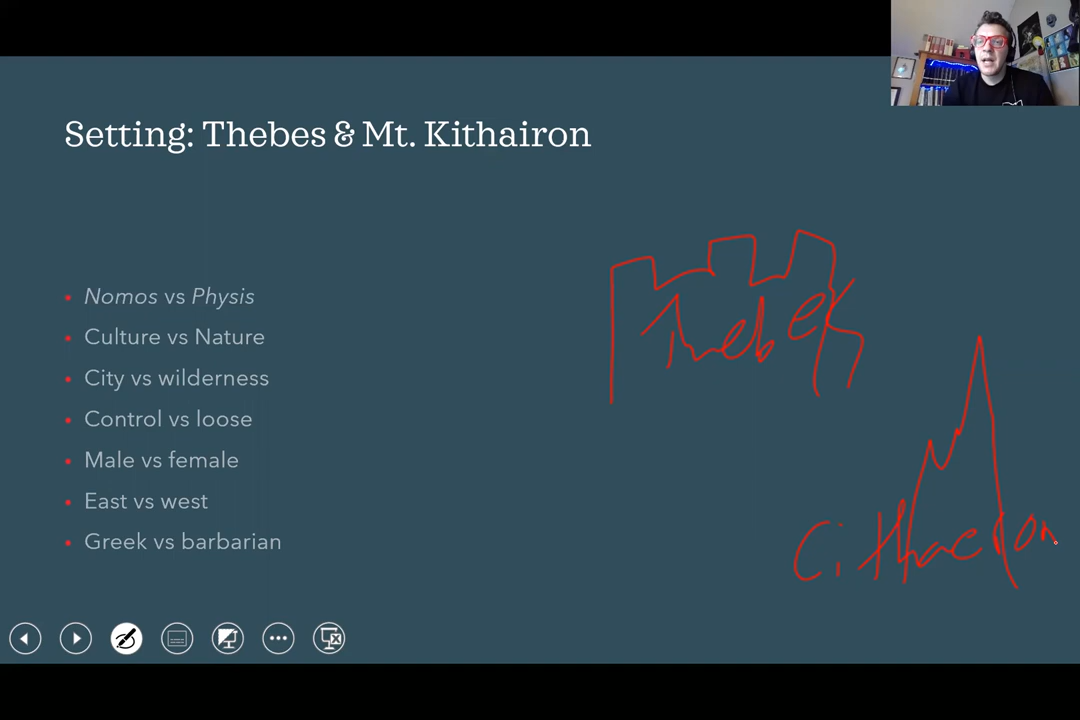 Setting: Thebes & Mt. Kithairon
Nomos vs Physis
Culture vs Nature
City vs wilderness
Control vs loose
Male vs female
East vs west
Greek vs barbarian
Thebes
Cithaeron